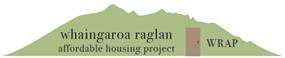 whaingaroa raglan
affordable housing project
WRAP